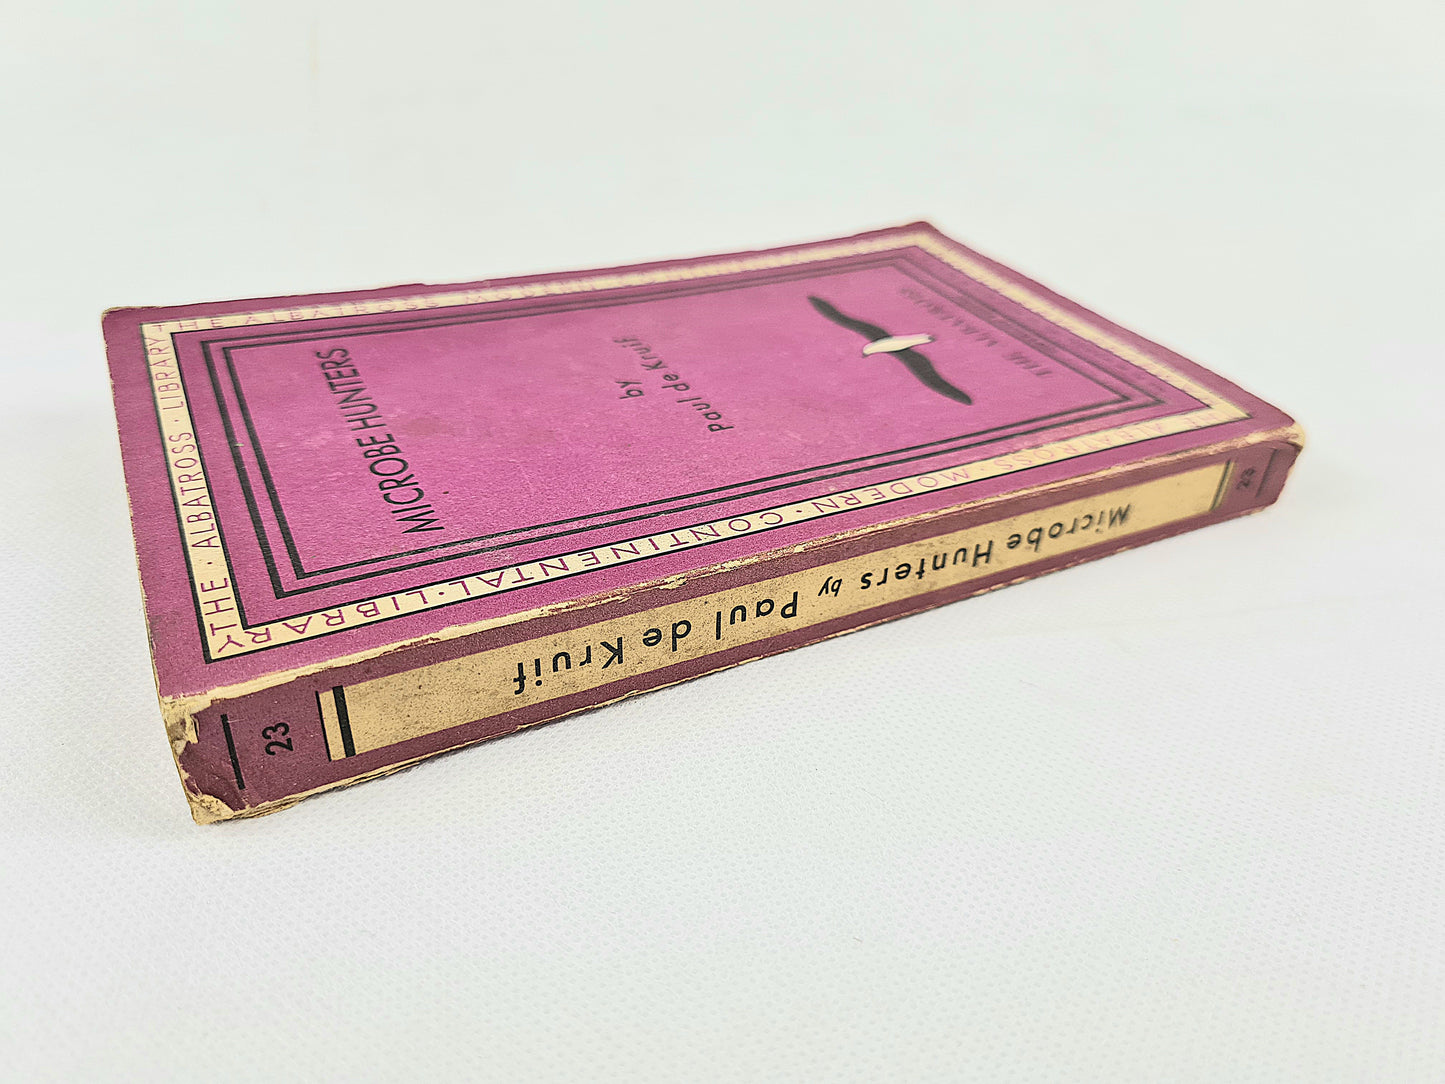 MICROBE HUNTERS
by
Paul de Kruif
THE ALBATROSS
THE · ALBATROSS · LIBRARY
THE ALBATROSS MODERN
ALBATROSS · MODERN · CONTINENTAL · LIBRARY
23
Microbe Hunters by Paul de Kruif
23